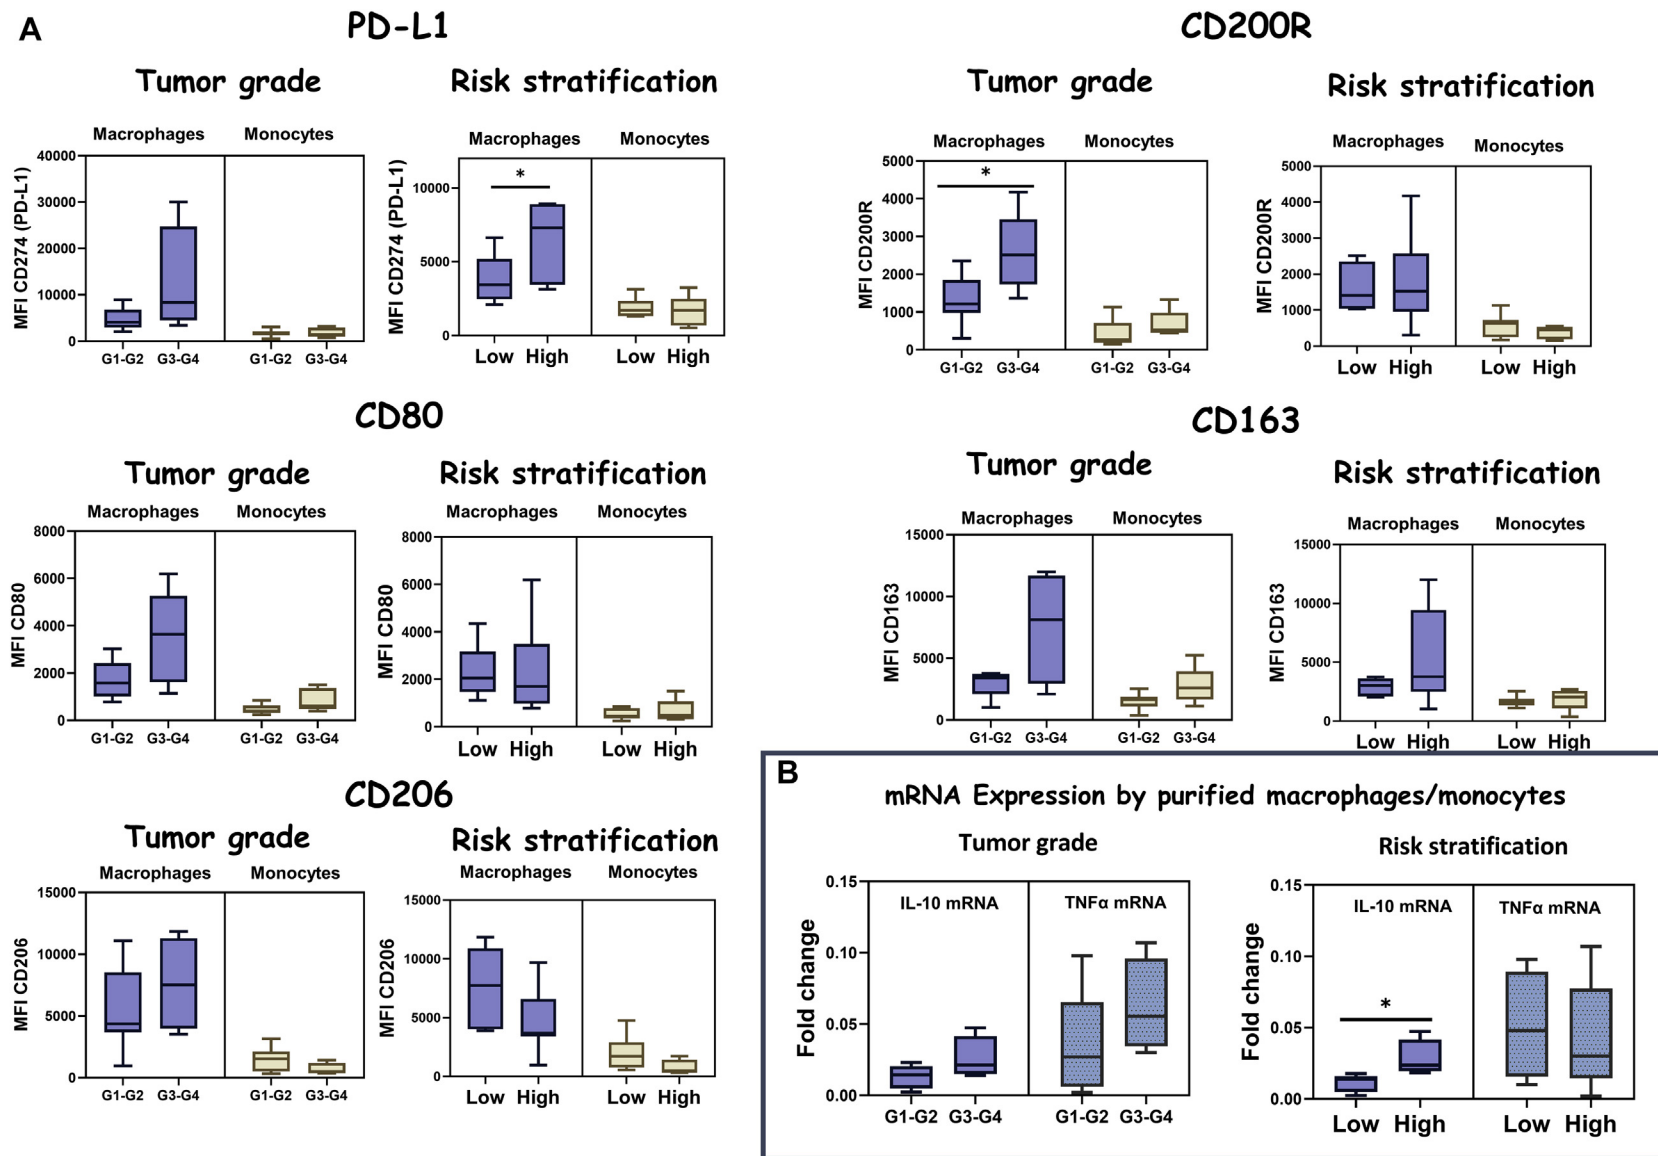 A
PD-L1
Tumor grade
Macrophages Monocytes
MFI CD274 (PD-L1)
40000
30000
20000
10000
0
G1-G2 G3-G4 G1-G2 G3-G4
Risk stratification
Macrophages Monocytes
MFI CD274 (PD-L1)
10000
5000
0
*
Low High Low High
CD200R
Tumor grade
Macrophages Monocytes
MFI CD200R
5000
4000
3000
2000
1000
0
*
G1-G2 G3-G4 G1-G2 G3-G4
Risk stratification
Macrophages Monocytes
MFI CD200R
5000
4000
3000
2000
1000
0
Low High Low High
CD80
Tumor grade
Macrophages Monocytes
MFI CD80
8000
6000
4000
2000
0
G1-G2 G3-G4 G1-G2 G3-G4
Risk stratification
Macrophages Monocytes
MFI CD80
8000
6000
4000
2000
0
Low High Low High
CD163
Tumor grade
Macrophages Monocytes
MFI CD163
15000
10000
5000
0
G1-G2 G3-G4 G1-G2 G3-G4
Risk stratification
Macrophages Monocytes
MFI CD163
15000
10000
5000
0
Low High Low High
CD206
Tumor grade
Macrophages Monocytes
MFI CD206
15000
10000
5000
0
G1-G2 G3-G4 G1-G2 G3-G4
Risk stratification
Macrophages Monocytes
MFI CD206
15000
10000
5000
0
Low High Low High
B
mRNA Expression by purified macrophages/monocytes
Tumor grade
IL-10 mRNA TNFα mRNA
Fold change
0.15
0.10
0.05
0.00
G1-G2 G3-G4 G1-G2 G3-G4
Risk stratification
IL-10 mRNA TNFα mRNA
Fold change
0.15
0.10
0.05
0.00
*
Low High Low High